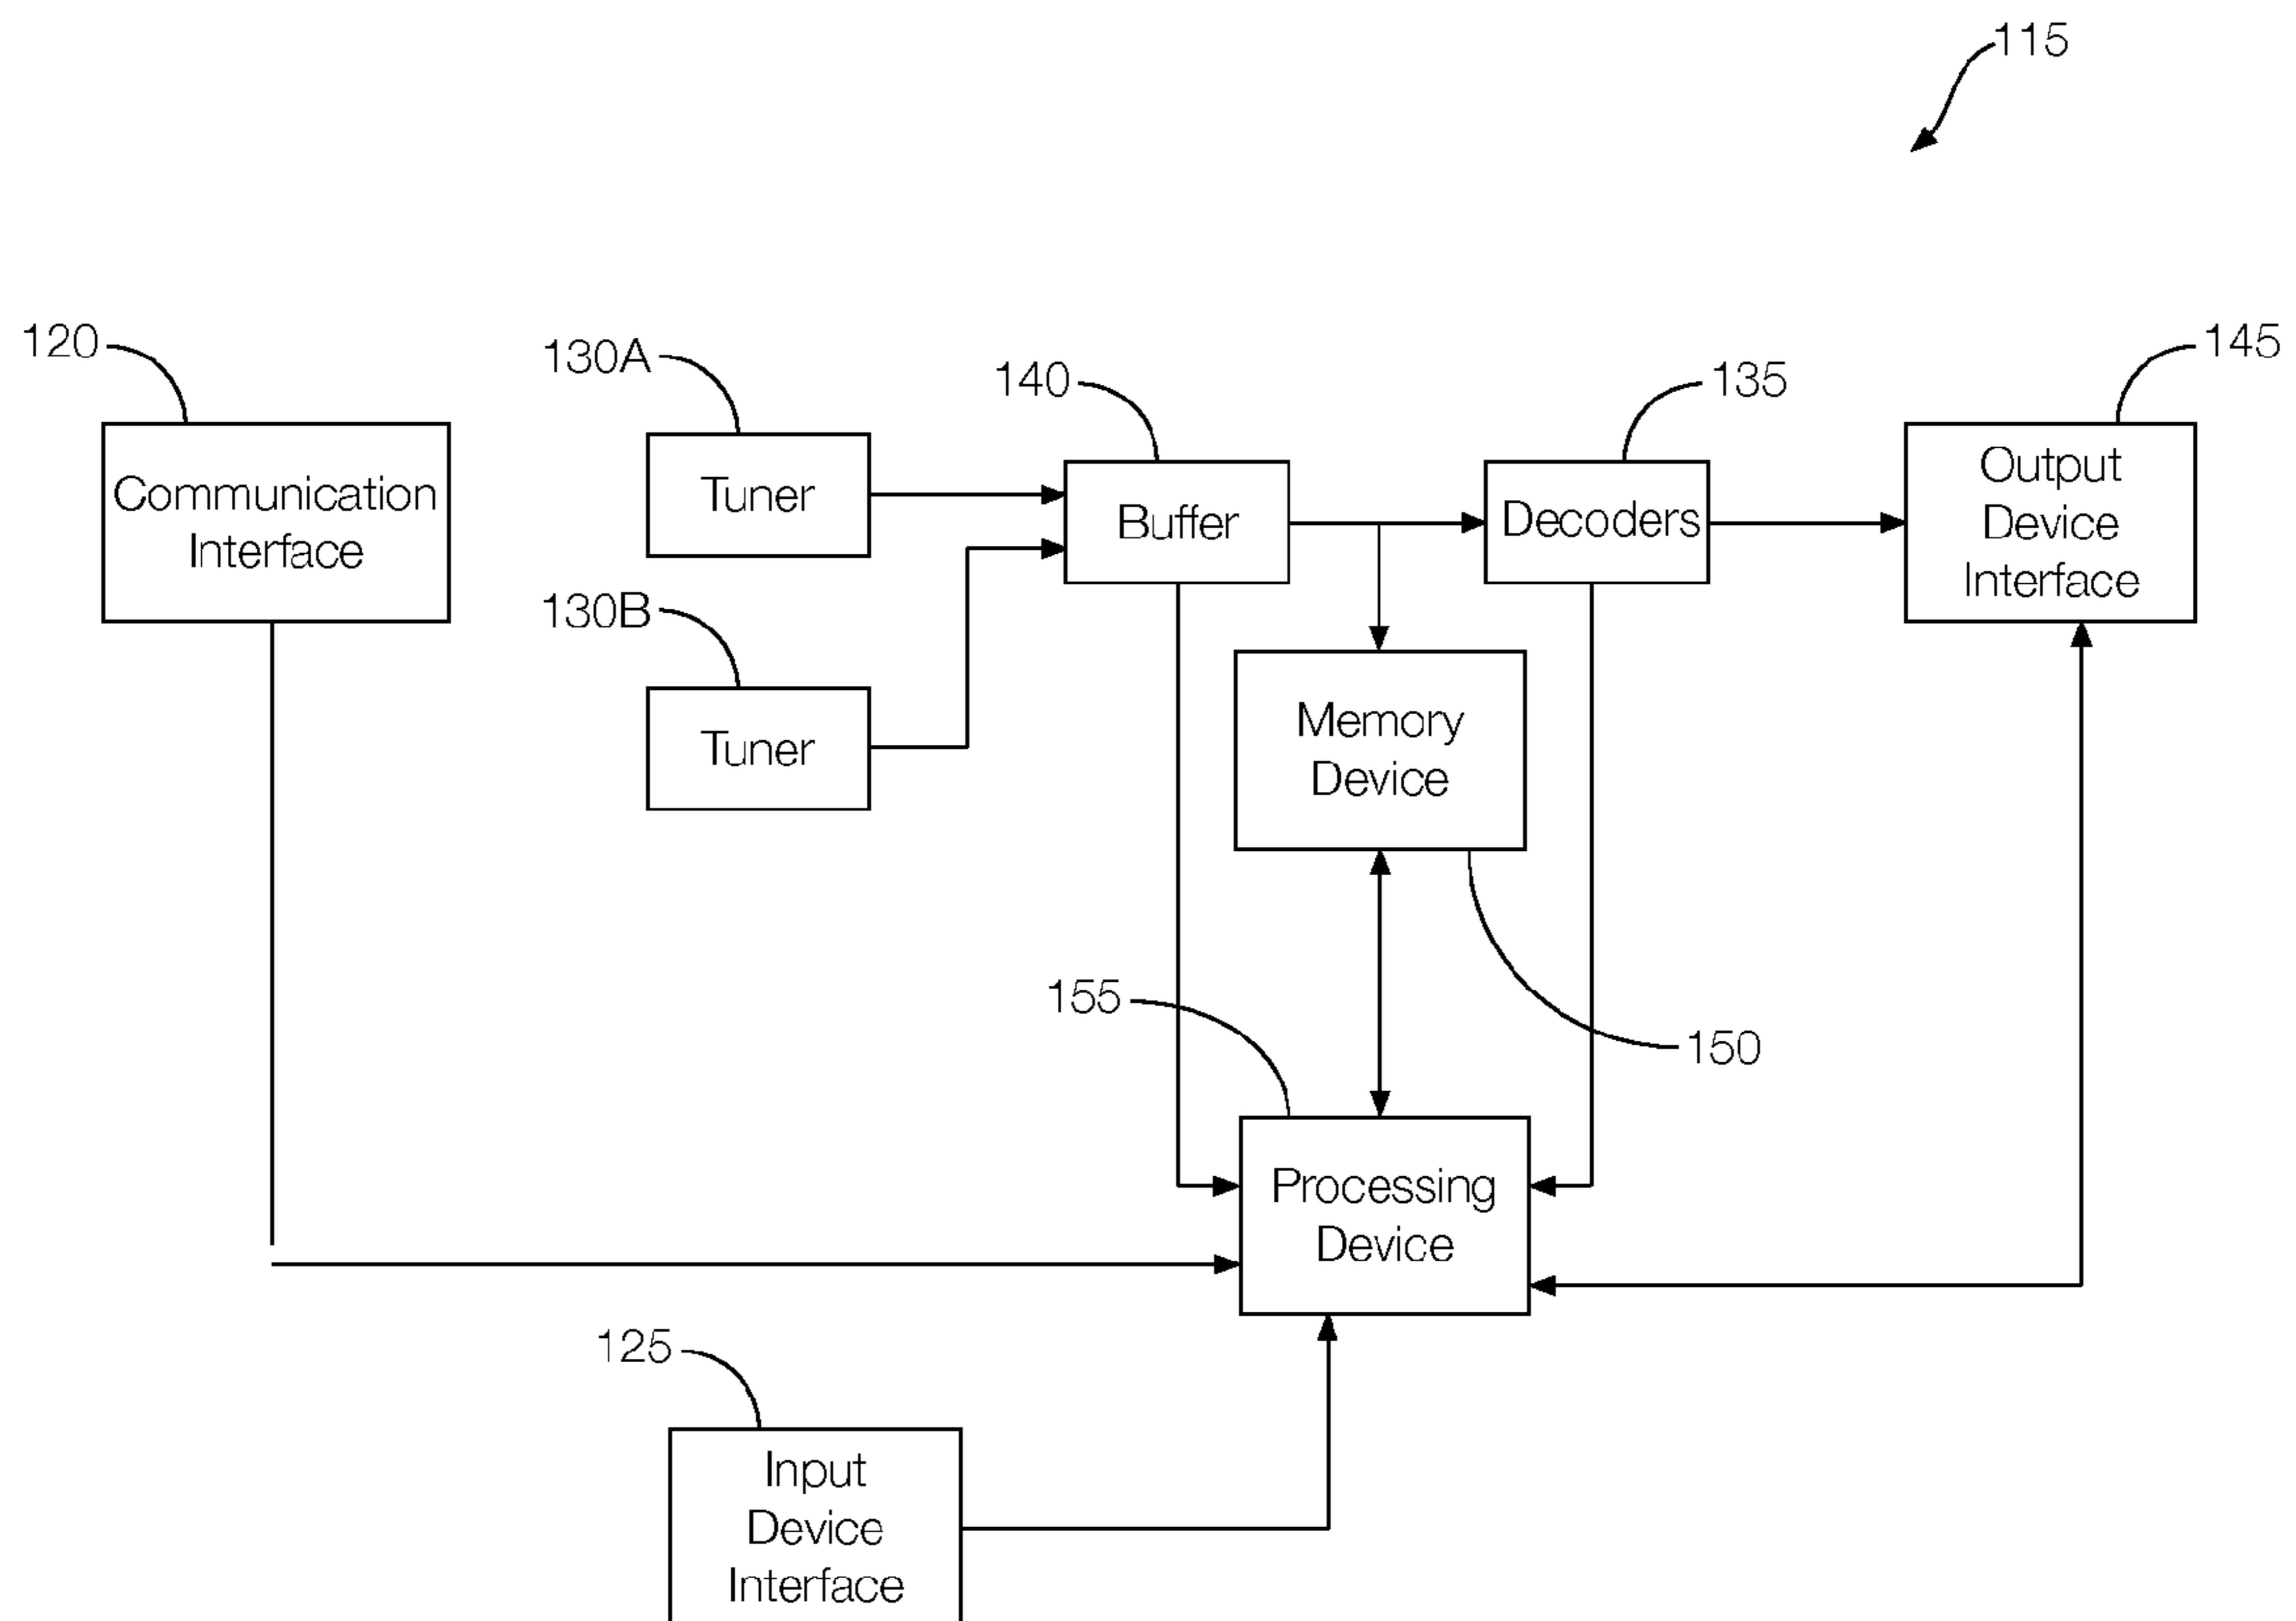 115
120
130A
140
135
145
Communication
Interface
Tuner
Buffer
Decoders
Output
Device
Interface
130B
Tuner
Memory
Device
155
150
Processing
Device
125
Input
Device
Interface